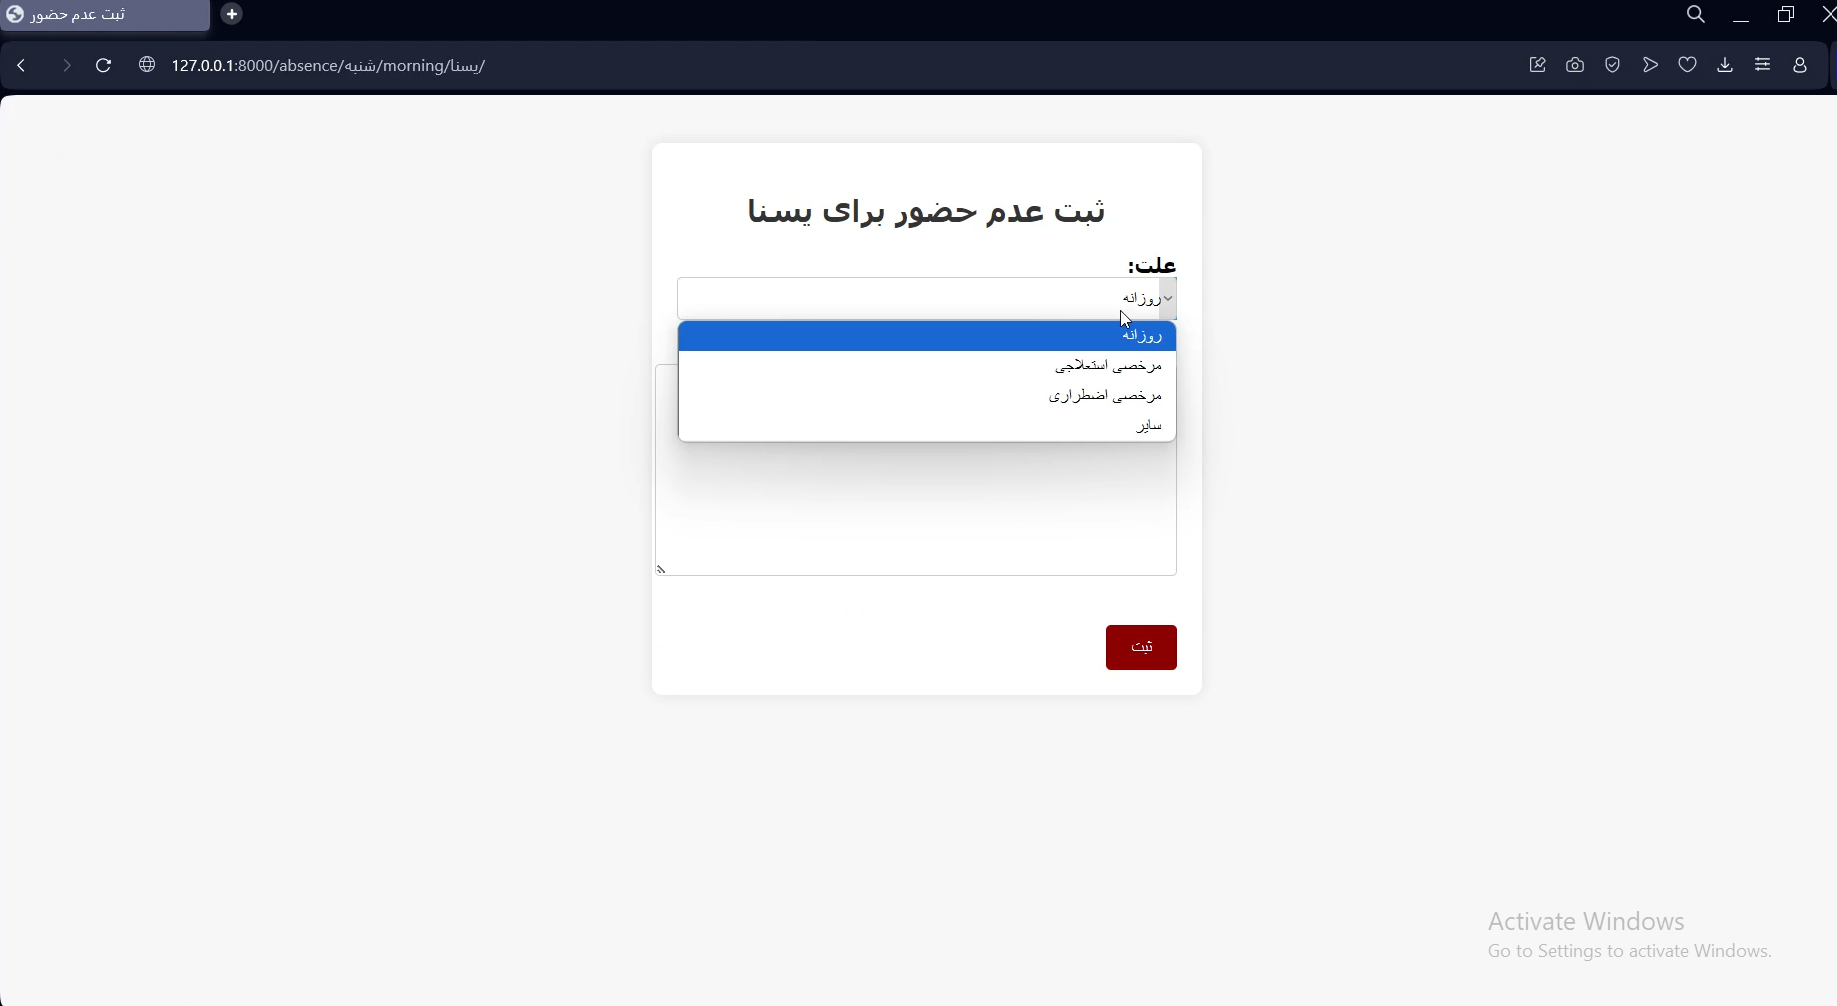 ثبت عدم حضور
127.0.0.1:8000/absence/شنبه/morning/یسنا/
ثبت عدم حضور برای یسنا
علت:
روزانه
روزانه
مرخصی استعلاجی
مرخصی اضطراری
سایر
ثبت
Activate Windows
Go to Settings to activate Windows.